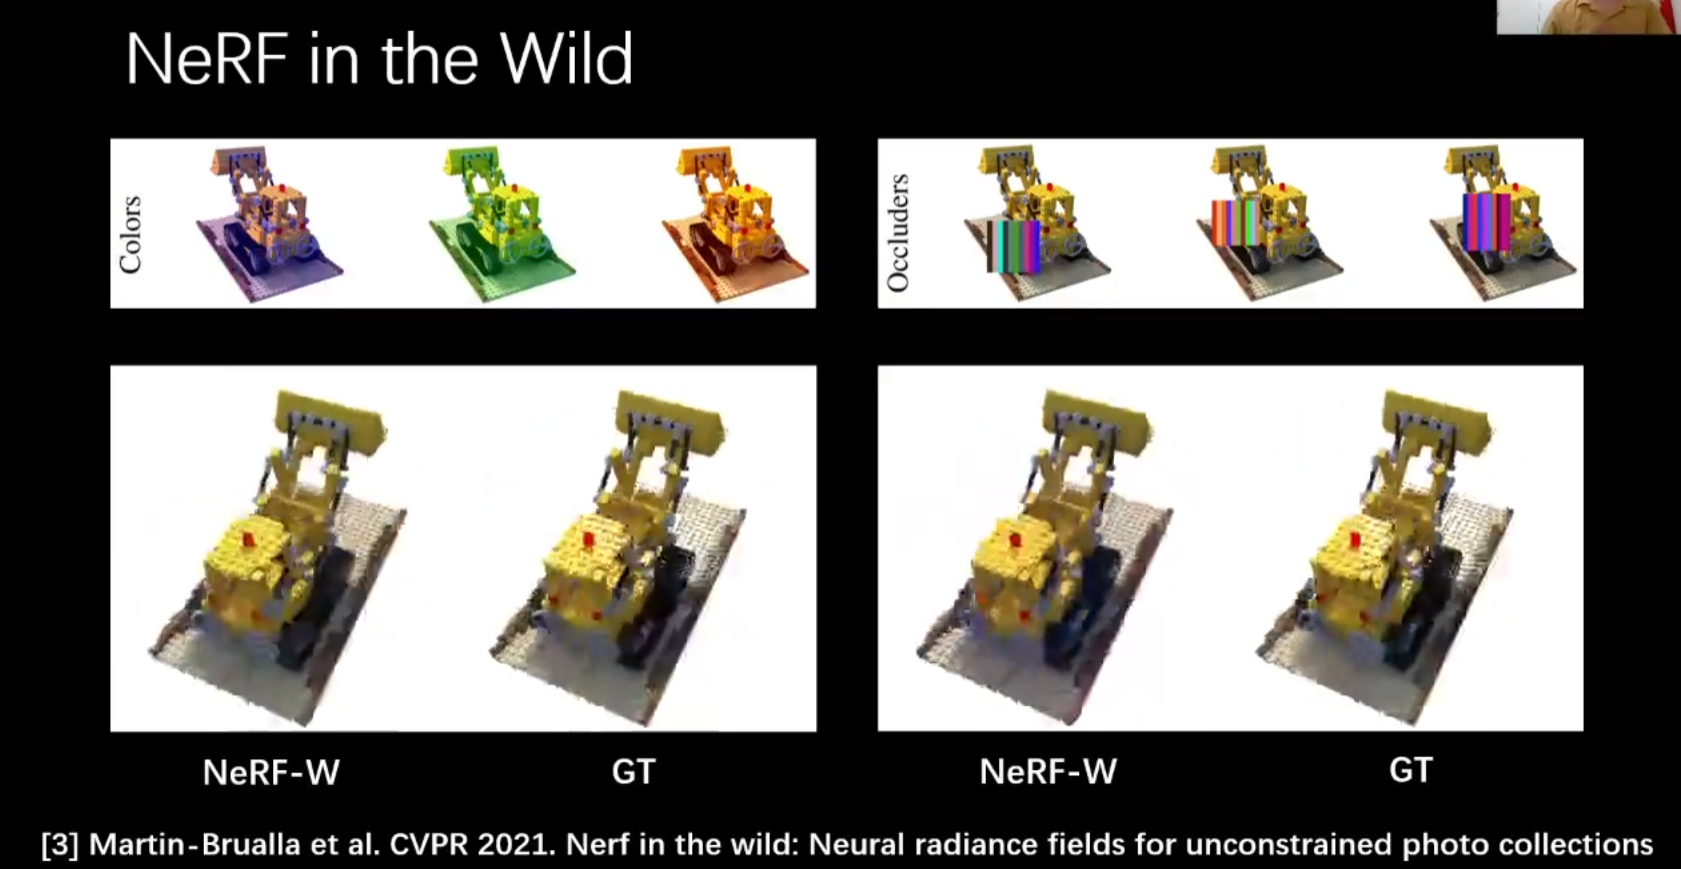 NeRF in the Wild
Colors
Occluders
NeRF-W
GT
NeRF-W
GT
[3] Martin-Brualla et al. CVPR 2021. Nerf in the wild: Neural radiance fields for unconstrained photo collections